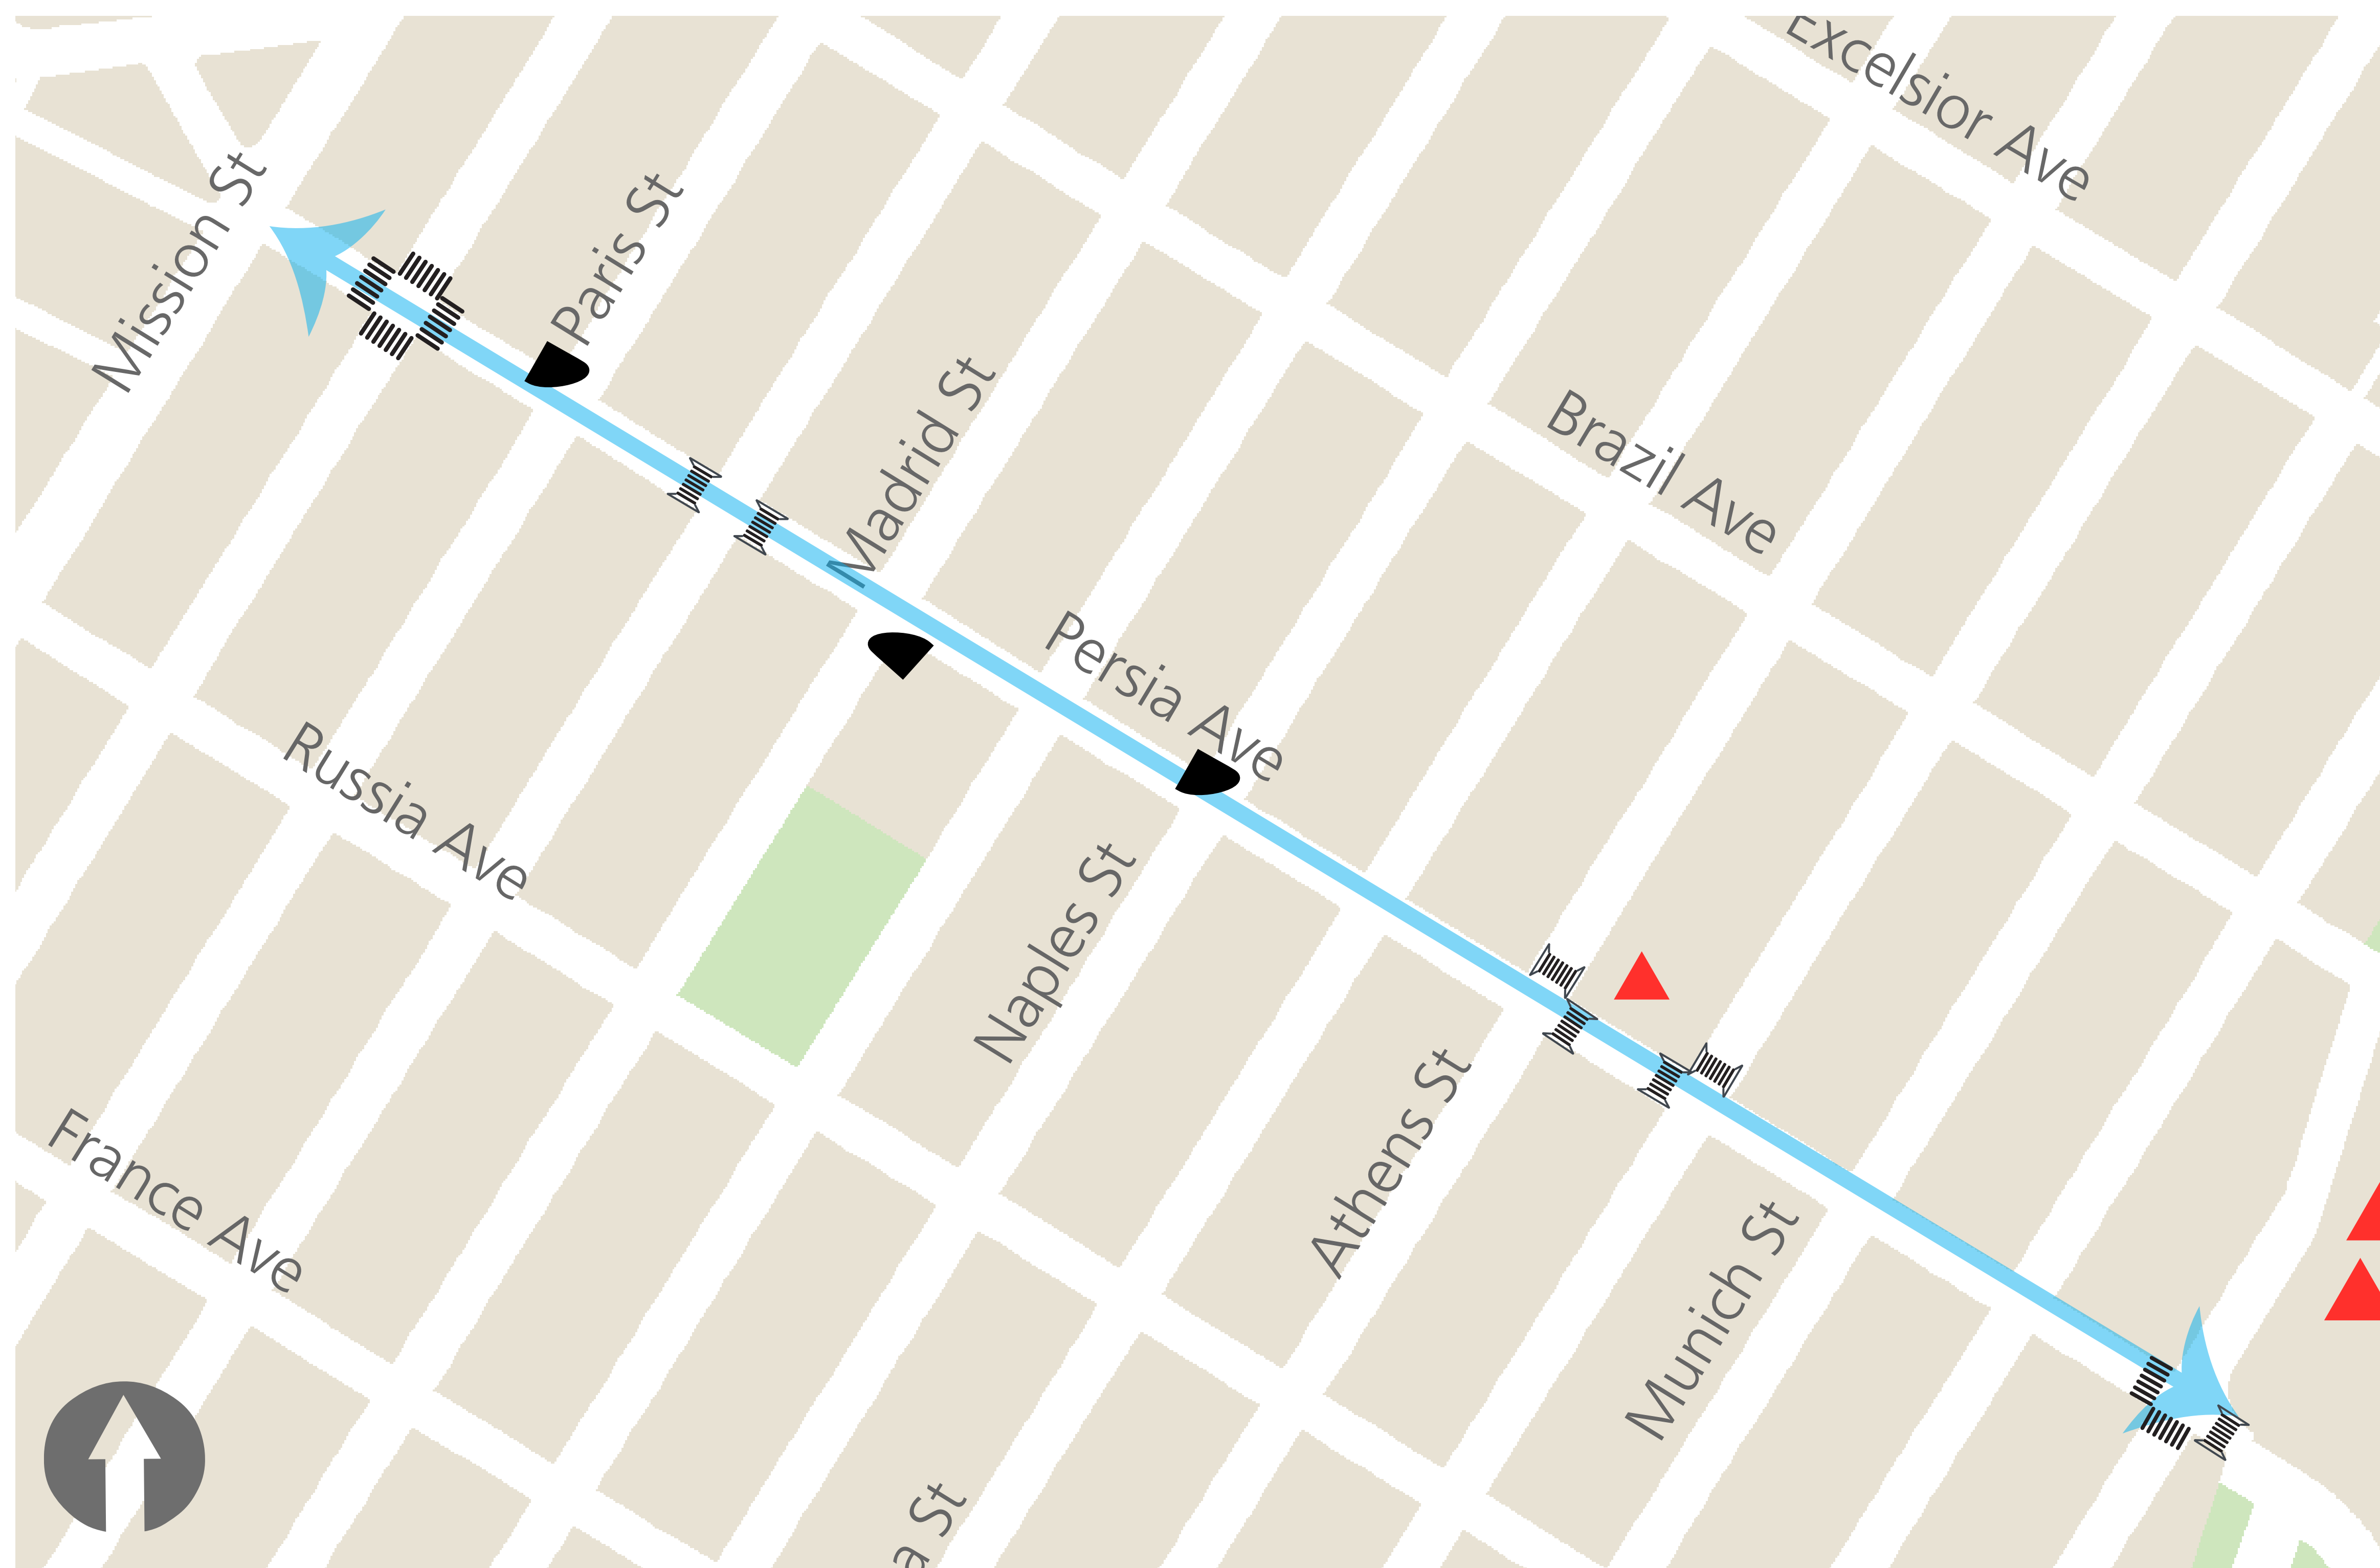 Excelsior Ave
Mission St
Paris St
Madrid St
Brazil Ave
Persia Ave
Russia Ave
Naples St
Athens St
France Ave
Munich St
a St